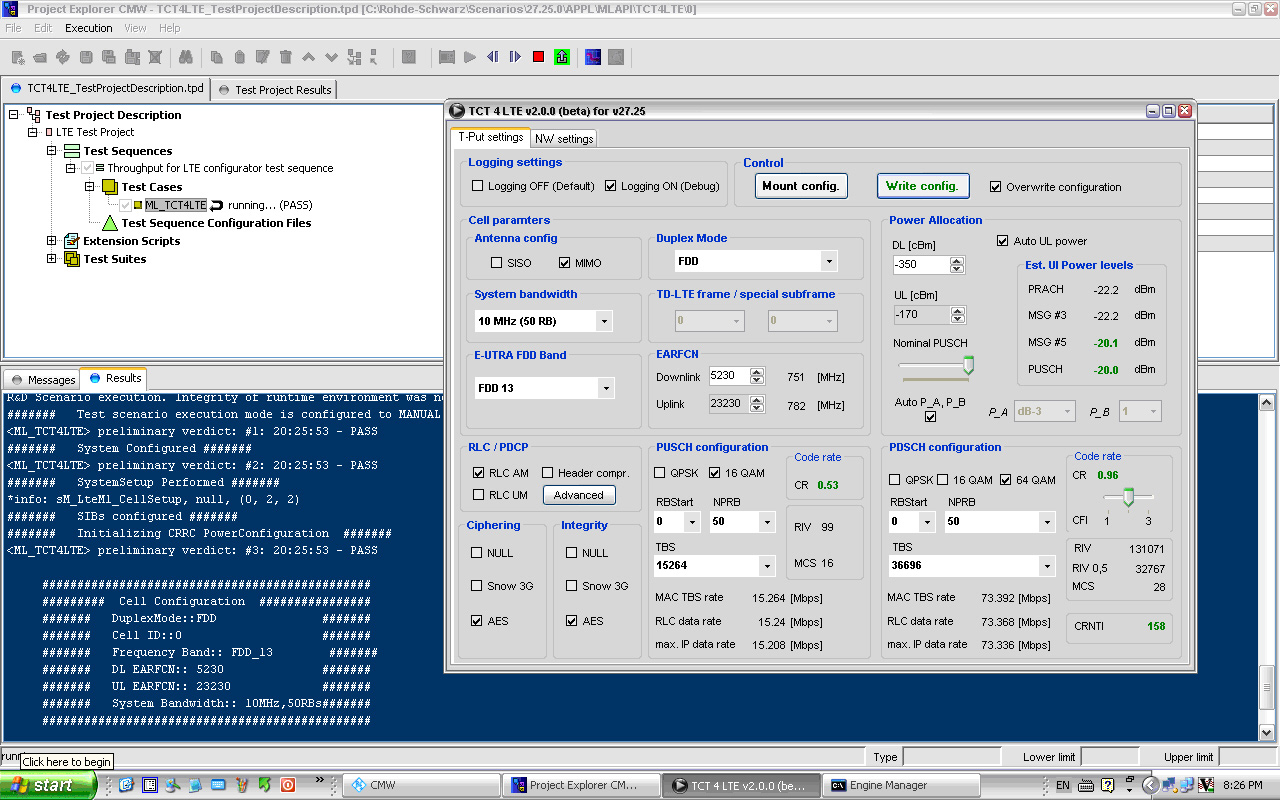 Project Explorer CMW - TCT4LTE_TestProjectDescription.tpd [C:\Rohde-Schwarz\Scenarios\27.25.0\APPL\MLAPI\TCT4LTE\0]
File Edit Execution View Help
TCT4LTE_TestProjectDescription.tpd Test Project Results
Test Project Description
LTE Test Project
Test Sequences
Throughput for LTE configurator test sequence
Test Cases
ML_TCT4LTE running... (PASS)
Test Sequence Configuration Files
Extension Scripts
Test Suites
Messages Results
R&D Scenario execution. Integrity of runtime environment was no
####### Test scenario execution mode is configured to MANUAL
<ML_TCT4LTE> preliminary verdict: #1: 20:25:53 - PASS
####### System Configured #######
<ML_TCT4LTE> preliminary verdict: #2: 20:25:53 - PASS
####### SystemSetup Performed #######
*info: sM_LteMl_CellSetup, null, (0, 2, 2)
####### SIBs configured #######
####### Initializing CRRC PowerConfiguration #######
<ML_TCT4LTE> preliminary verdict: #3: 20:25:53 - PASS
###############################################
######### Cell Configuration ################
####### DuplexMode::FDD #######
####### Cell ID::0 #######
####### Frequency Band:: FDD_13 #######
####### DL EARFCN:: 5230 #######
####### UL EARFCN:: 23230 #######
####### System Bandwidth:: 10MHz,50RBs#######
###############################################
TCT 4 LTE v2.0.0 (beta) for v27.25
T-Put settings NW settings
Logging settings
Logging OFF (Default) Logging ON (Debug)
Control
Mount config. Write config. Overwrite configuration
Cell paramters
Antenna config
SISO MIMO
Duplex Mode
FDD
System bandwidth
10 MHz (50 RB)
TD-LTE frame / special subframe
0 0
E-UTRA FDD Band
FDD 13
EARFCN
Downlink 5230 751 [MHz]
Uplink 23230 782 [MHz]
Power Allocation
DL [cBm] Auto UL power
-350
UL [cBm]
-170
Nominal PUSCH
Est. Ul Power levels
PRACH -22.2 dBm
MSG #3 -22.2 dBm
MSG #5 -20.1 dBm
PUSCH -20.0 dBm
Auto P_A, P_B
P_A dB-3 P_B 1
RLC / PDCP
RLC AM Header compr.
RLC UM Advanced
Ciphering
NULL
Snow 3G
AES
Integrity
NULL
Snow 3G
AES
PUSCH configuration
QPSK 16 QAM
Code rate
CR 0.53
RBStart NPRB
0 50
RIV 99
TBS
15264
MCS 16
MAC TBS rate 15.264 [Mbps]
RLC data rate 15.24 [Mbps]
max. IP data rate 15.208 [Mbps]
PDSCH configuration
QPSK 16 QAM 64 QAM
Code rate
CR 0.96
CFI 1 3
RBStart NPRB
0 50
TBS
36696
RIV 131071
RIV 0,5 32767
MCS 28
MAC TBS rate 73.392 [Mbps]
RLC data rate 73.368 [Mbps]
max. IP data rate 73.336 [Mbps]
CRNTI 158
Type Lower limit Upper limit
Click here to begin
start CMW Project Explorer CM... TCT 4 LTE v2.0.0 (be... Engine Manager EN 8:26 PM